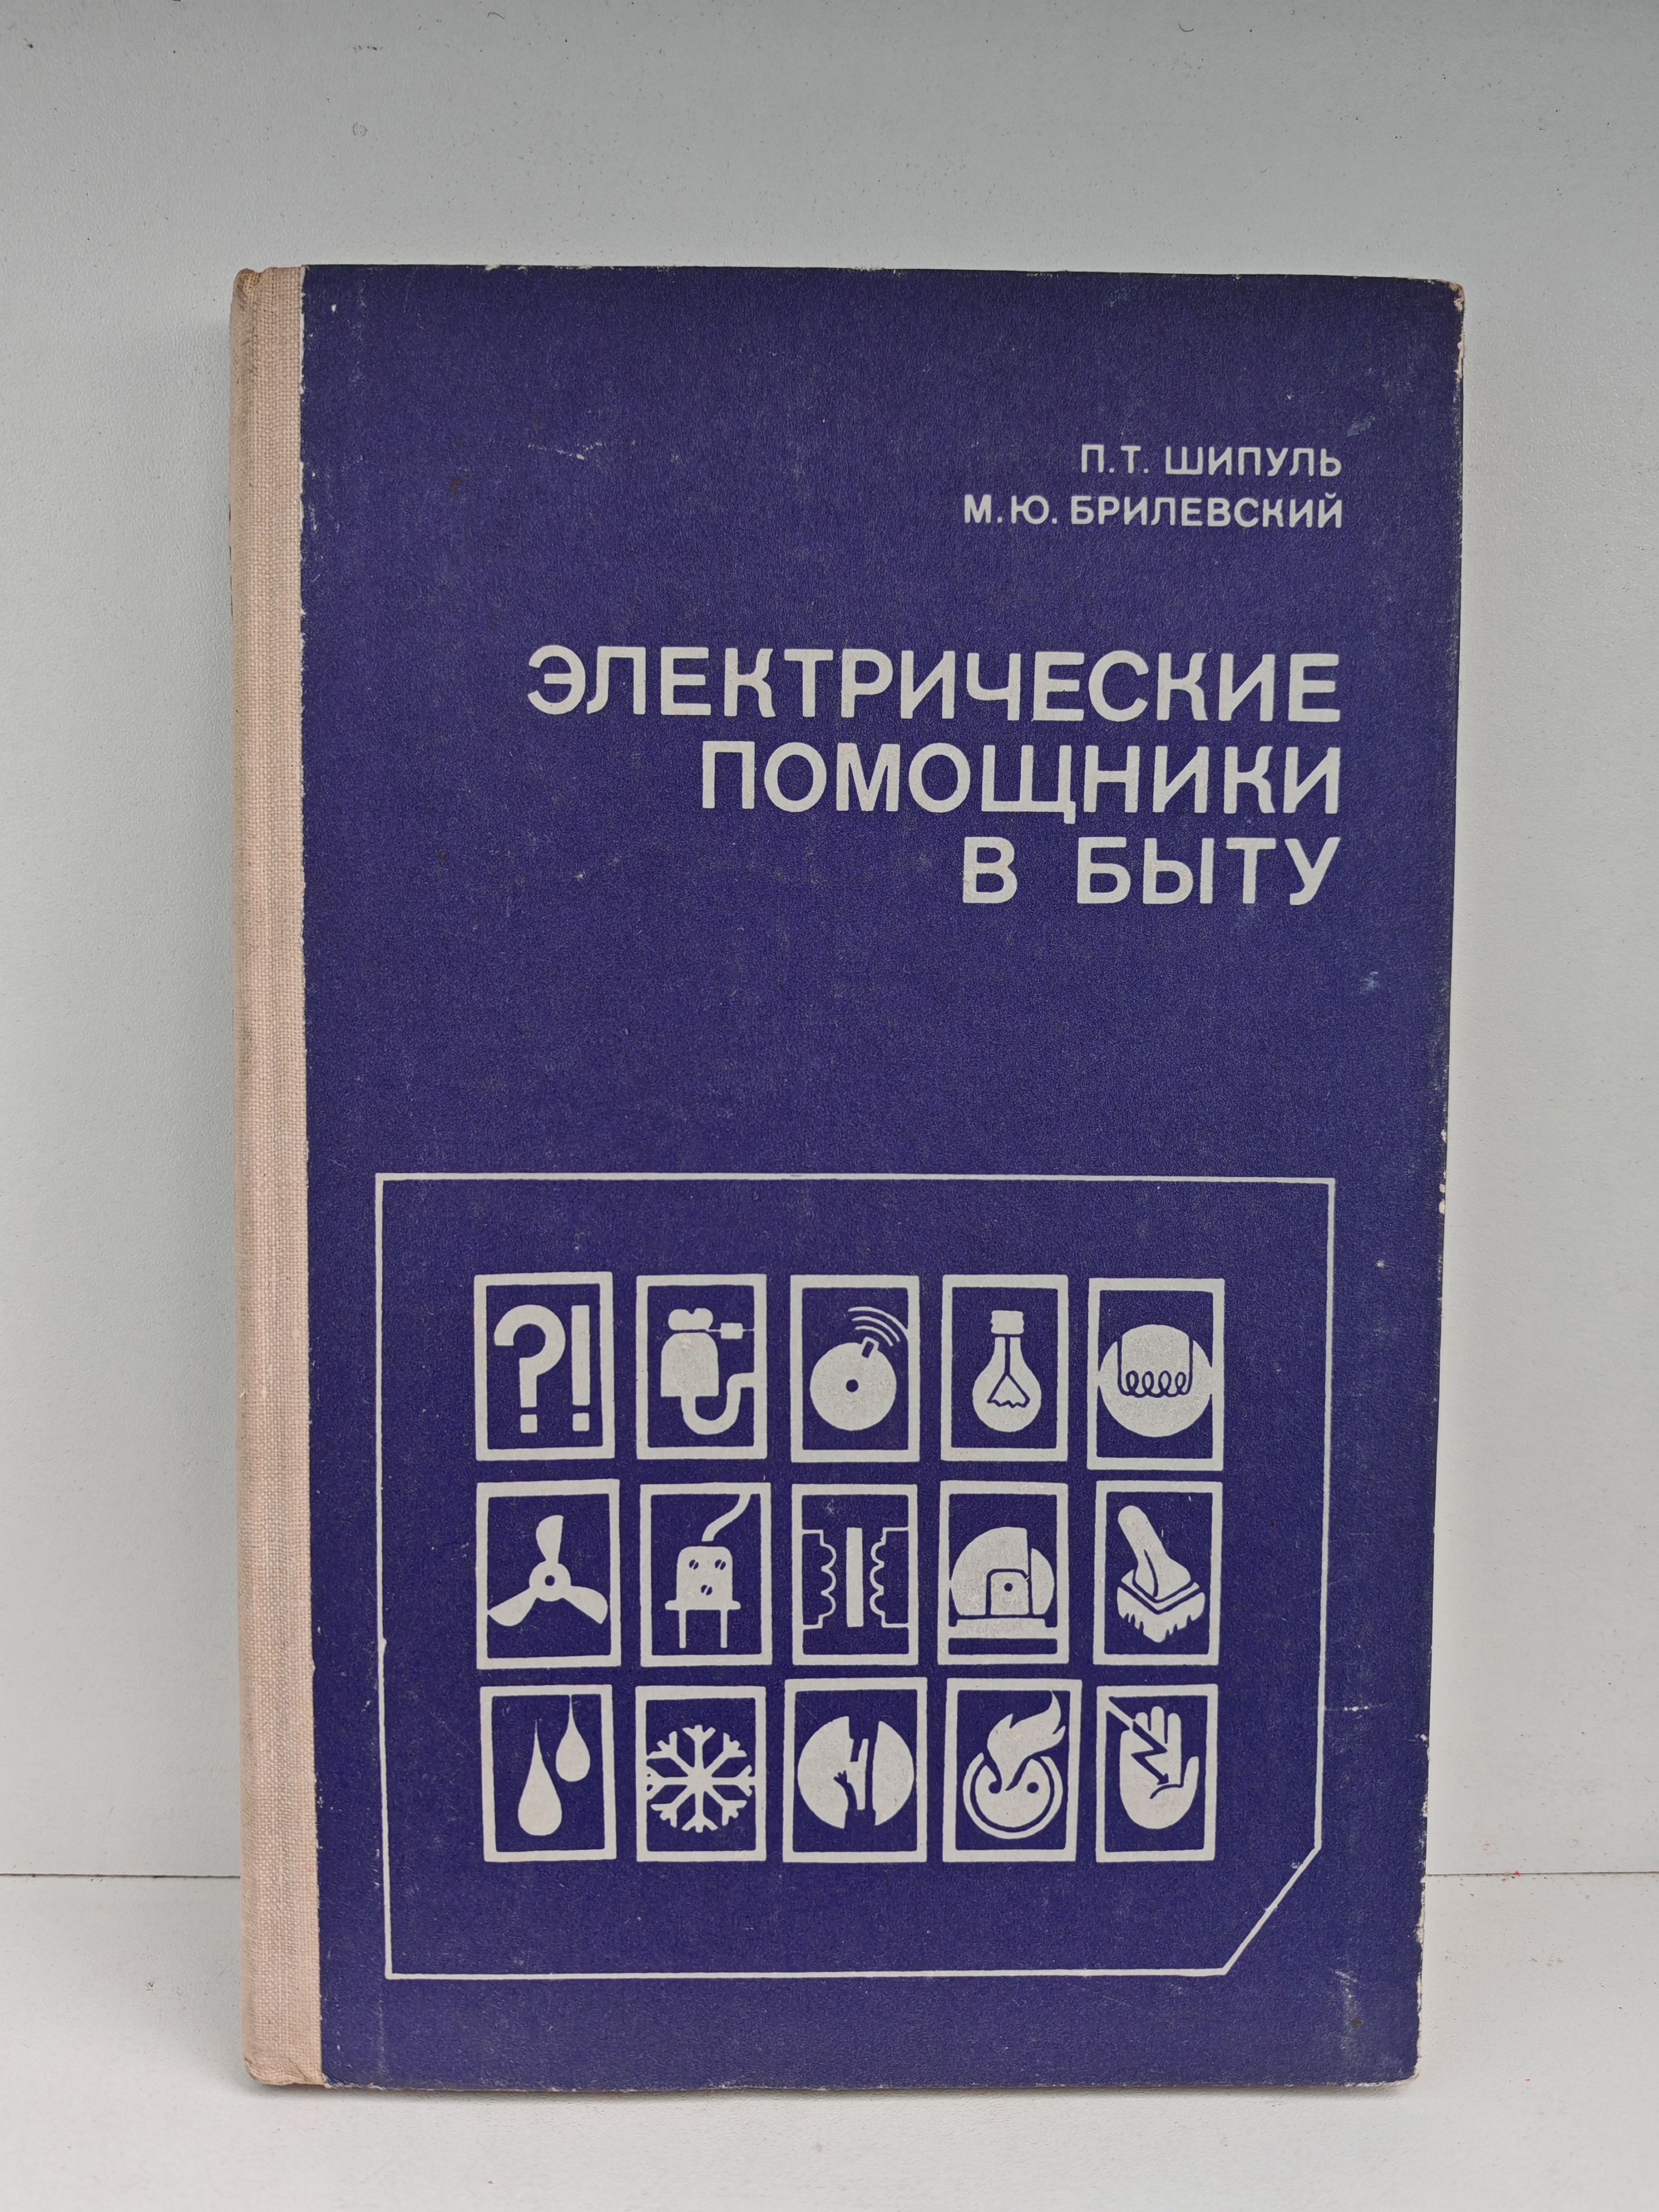 П.Т. ШИПУЛЬ
М.Ю. БРИЛЕВСКИЙ
ЭЛЕКТРИЧЕСКИЕ
ПОМОЩНИКИ
В БЫТУ
?!